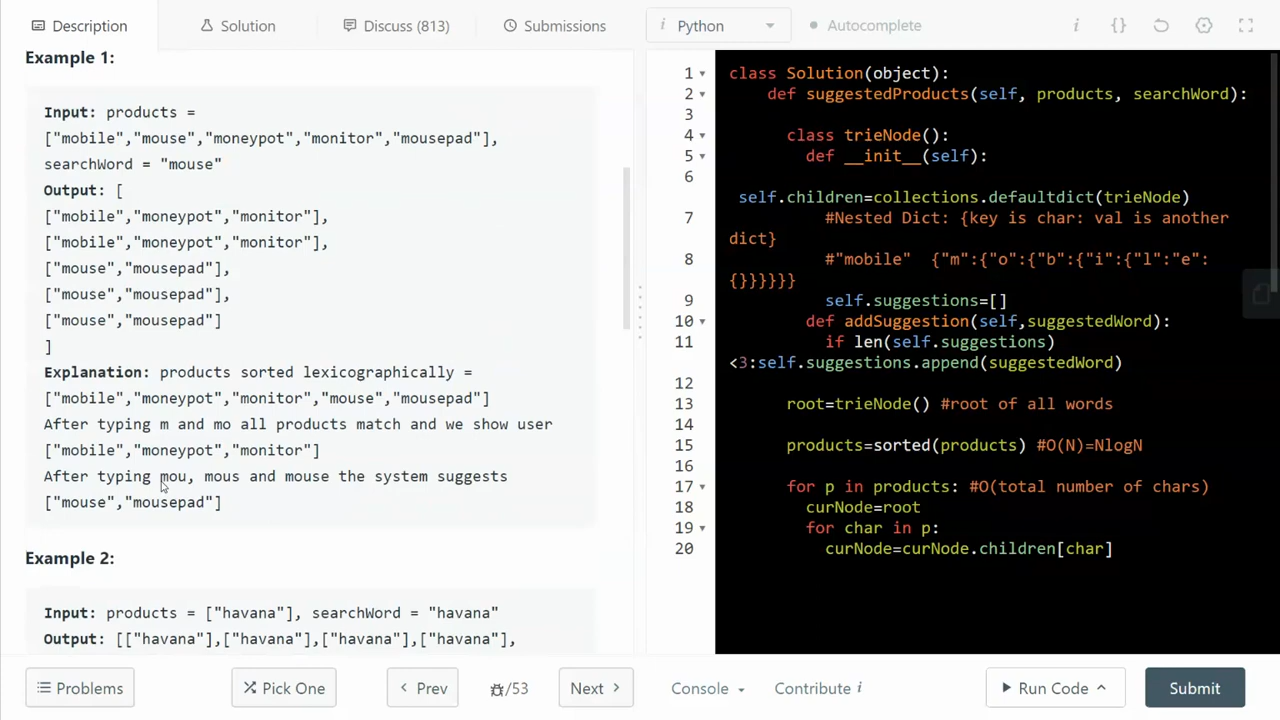 Description
Solution
Discuss (813)
Submissions
i Python
Autocomplete
i {}
Example 1:
Input: products =
["mobile","mouse","moneypot","monitor","mousepad"],
searchWord = "mouse"
Output: [
["mobile","moneypot","monitor"],
["mobile","moneypot","monitor"],
["mouse","mousepad"],
["mouse","mousepad"],
["mouse","mousepad"]
]
Explanation: products sorted lexicographically =
["mobile","moneypot","monitor","mouse","mousepad"]
After typing m and mo all products match and we show user
["mobile","moneypot","monitor"]
After typing mou, mous and mouse the system suggests
["mouse","mousepad"]
Example 2:
Input: products = ["havana"], searchWord = "havana"
Output: [["havana"],["havana"],["havana"],["havana"],
1 class Solution(object):
2 def suggestedProducts(self, products, searchWord):
3
4 class trieNode():
5 def __init__(self):
6
self.children=collections.defaultdict(trieNode)
7 #Nested Dict: {key is char: val is another
dict}
8 #"mobile" {"m":{"o":{"b":{"i":{"l":"e":
{}}}}}}
9 self.suggestions=[]
10 def addSuggestion(self,suggestedWord):
11 if len(self.suggestions)
<3:self.suggestions.append(suggestedWord)
12
13 root=trieNode() #root of all words
14
15 products=sorted(products) #O(N)=NlogN
16
17 for p in products: #O(total number of chars)
18 curNode=root
19 for char in p:
20 curNode=curNode.children[char]
Problems
Pick One
Prev
/53
Next
Console
Contribute i
Run Code
Submit